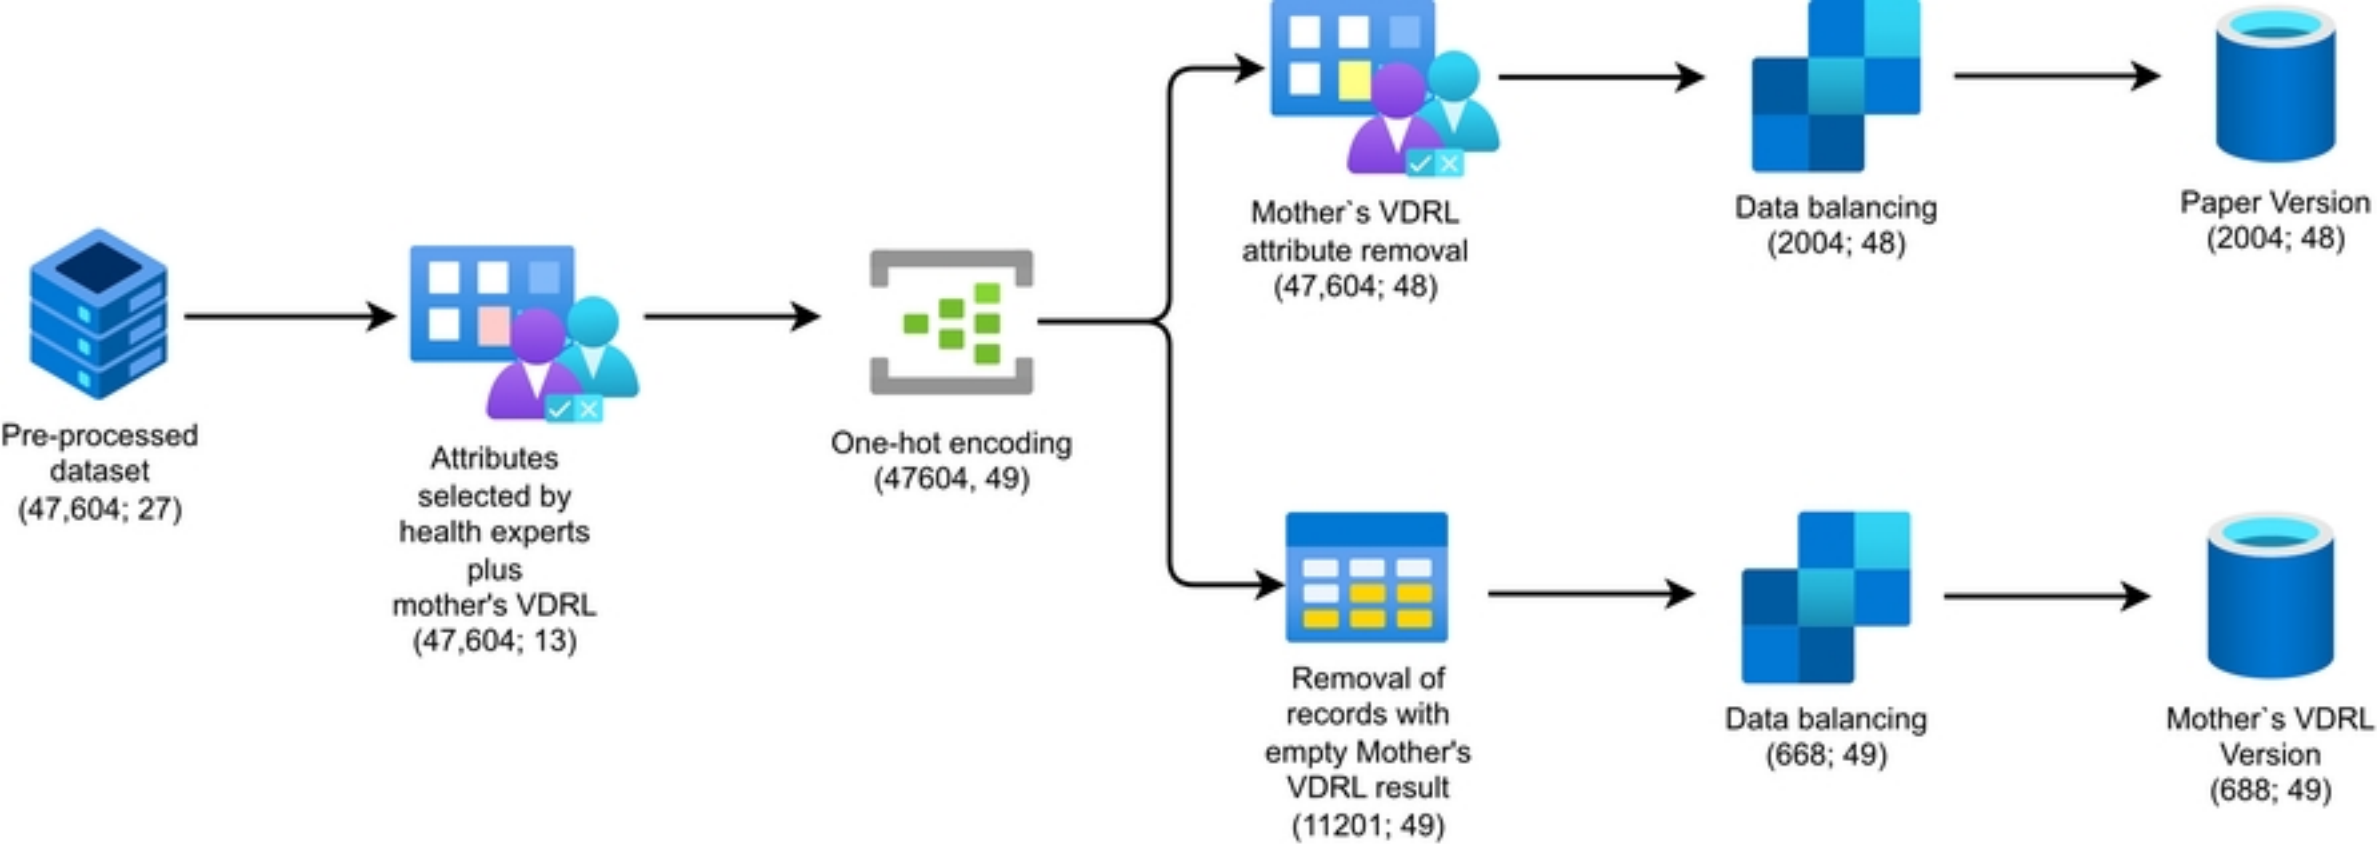 Pre-processed
dataset
(47,604; 27)
Attributes
selected by
health experts
plus
mother's VDRL
(47,604; 13)
One-hot encoding
(47604, 49)
Mother`s VDRL
attribute removal
(47,604; 48)
Data balancing
(2004; 48)
Paper Version
(2004; 48)
Removal of
records with
empty Mother's
VDRL result
(11201; 49)
Data balancing
(668; 49)
Mother`s VDRL
Version
(688; 49)